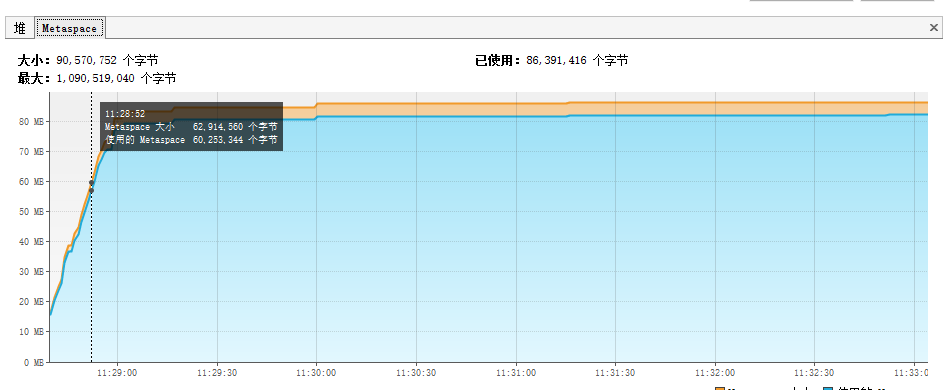 堆 Metaspace
大小: 90,570,752 个字节 已使用: 86,391,416 个字节
最大: 1,090,519,040 个字节
11:28:52
Metaspace 大小 62,914,560 个字节
使用的 Metaspace 60,253,344 个字节
80 MB
70 MB
60 MB
50 MB
40 MB
30 MB
20 MB
10 MB
0 MB
11:29:00 11:29:30 11:30:00 11:30:30 11:31:00 11:31:30 11:32:00 11:32:30